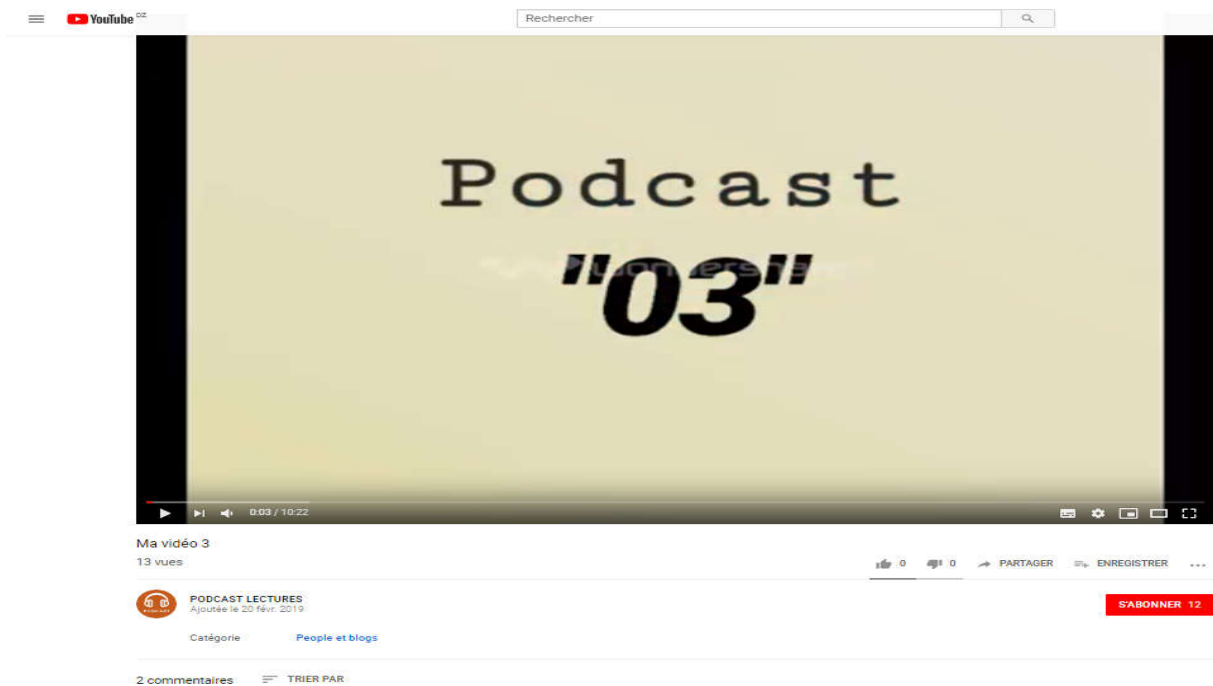 YouTube DZ
Rechercher
Podcast
wondershare
"03"
0:03 / 10:22
Ma vidéo 3
13 vues
0 0 PARTAGER ENREGISTRER ...
PODCAST LECTURES
Ajoutée le 20 févr. 2019
S'ABONNER 12
Catégorie People et blogs
2 commentaires TRIER PAR